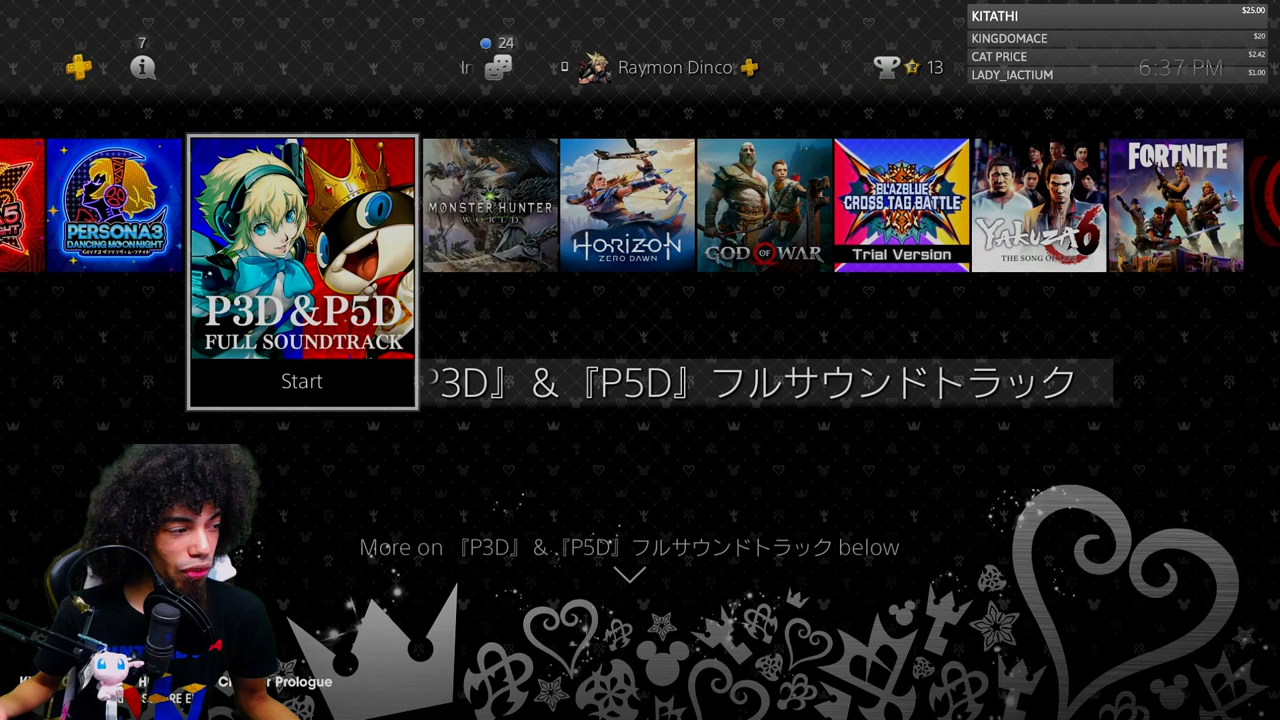 KITATHI $25.00
KINGDOMACE $20
CAT PRICE $2.42
LADY_IACTIUM $1.00
7
24
Raymon Dinco
13
6:37 PM
PERSONA3
DANCING MOON NIGHT
P3D & P5D
FULL SOUNDTRACK
MONSTER HUNTER
WORLD
HORIZON
ZERO DAWN
GOD OF WAR
BLAZBLUE
CROSS TAG BATTLE
Trial Version
YAKUZA 6
THE SONG OF
FORTNITE
Start
P3D』 & 『P5D』フルサウンドトラック
More on 『P3D』 & 『P5D』フルサウンドトラック below
Prologue